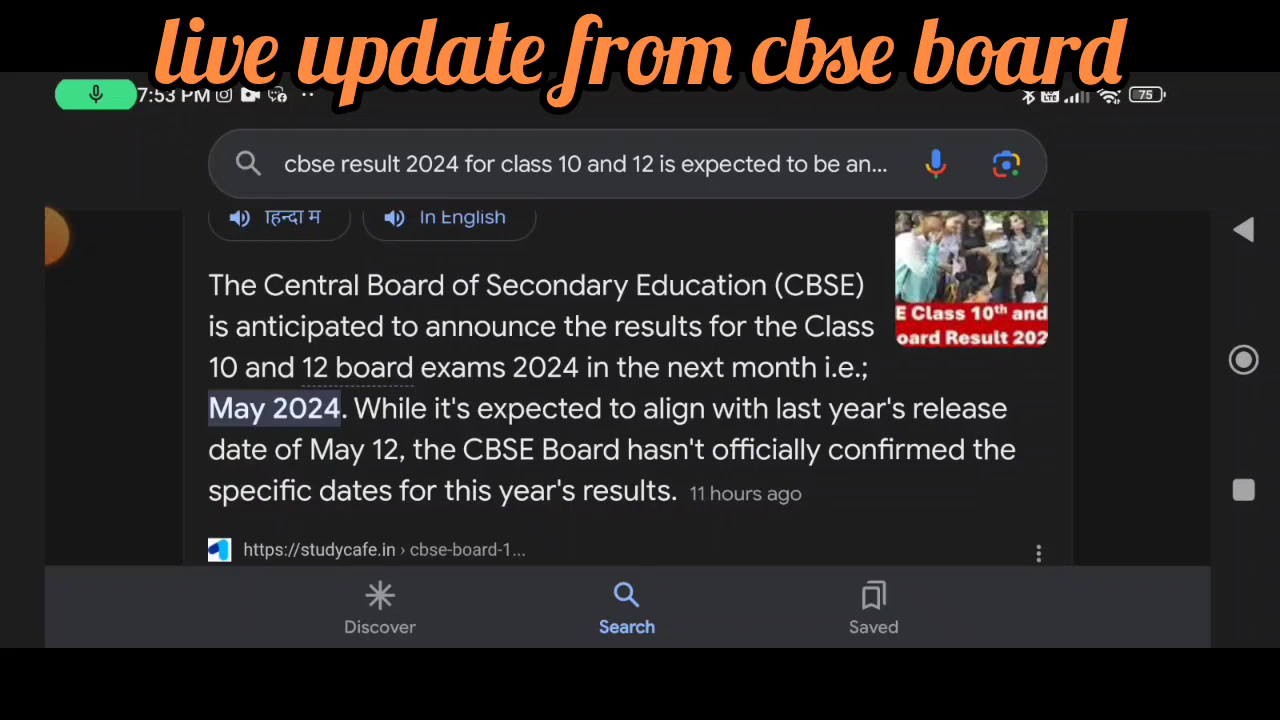 live update from cbse board
7:53 PM
75
cbse result 2024 for class 10 and 12 is expected to be an...
हिन्दी में
In English
The Central Board of Secondary Education (CBSE)
is anticipated to announce the results for the Class
10 and 12 board exams 2024 in the next month i.e.;
May 2024. While it's expected to align with last year's release
date of May 12, the CBSE Board hasn't officially confirmed the
specific dates for this year's results. 11 hours ago
E Class 10th and
oard Result 202
https://studycafe.in › cbse-board-1...
Discover
Search
Saved